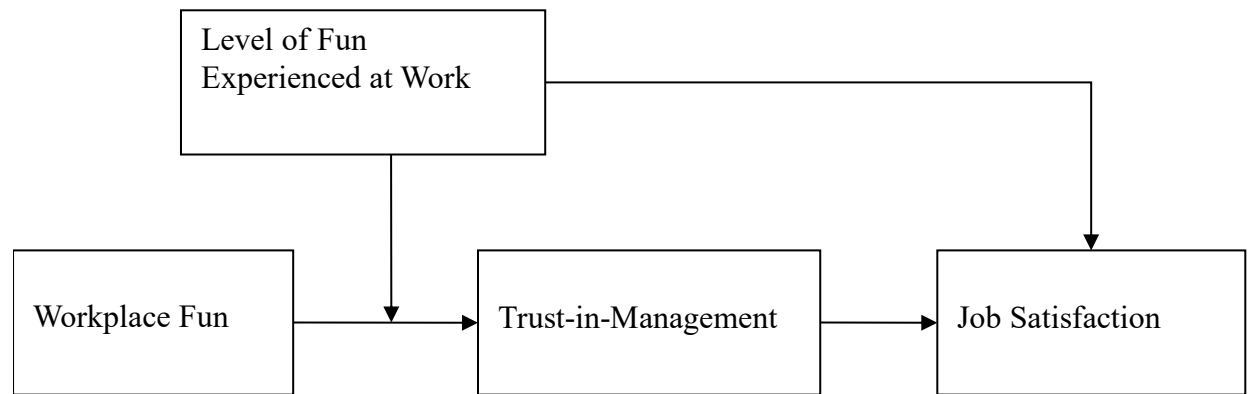 Level of Fun
Experienced at Work
Workplace Fun
Trust-in-Management
Job Satisfaction